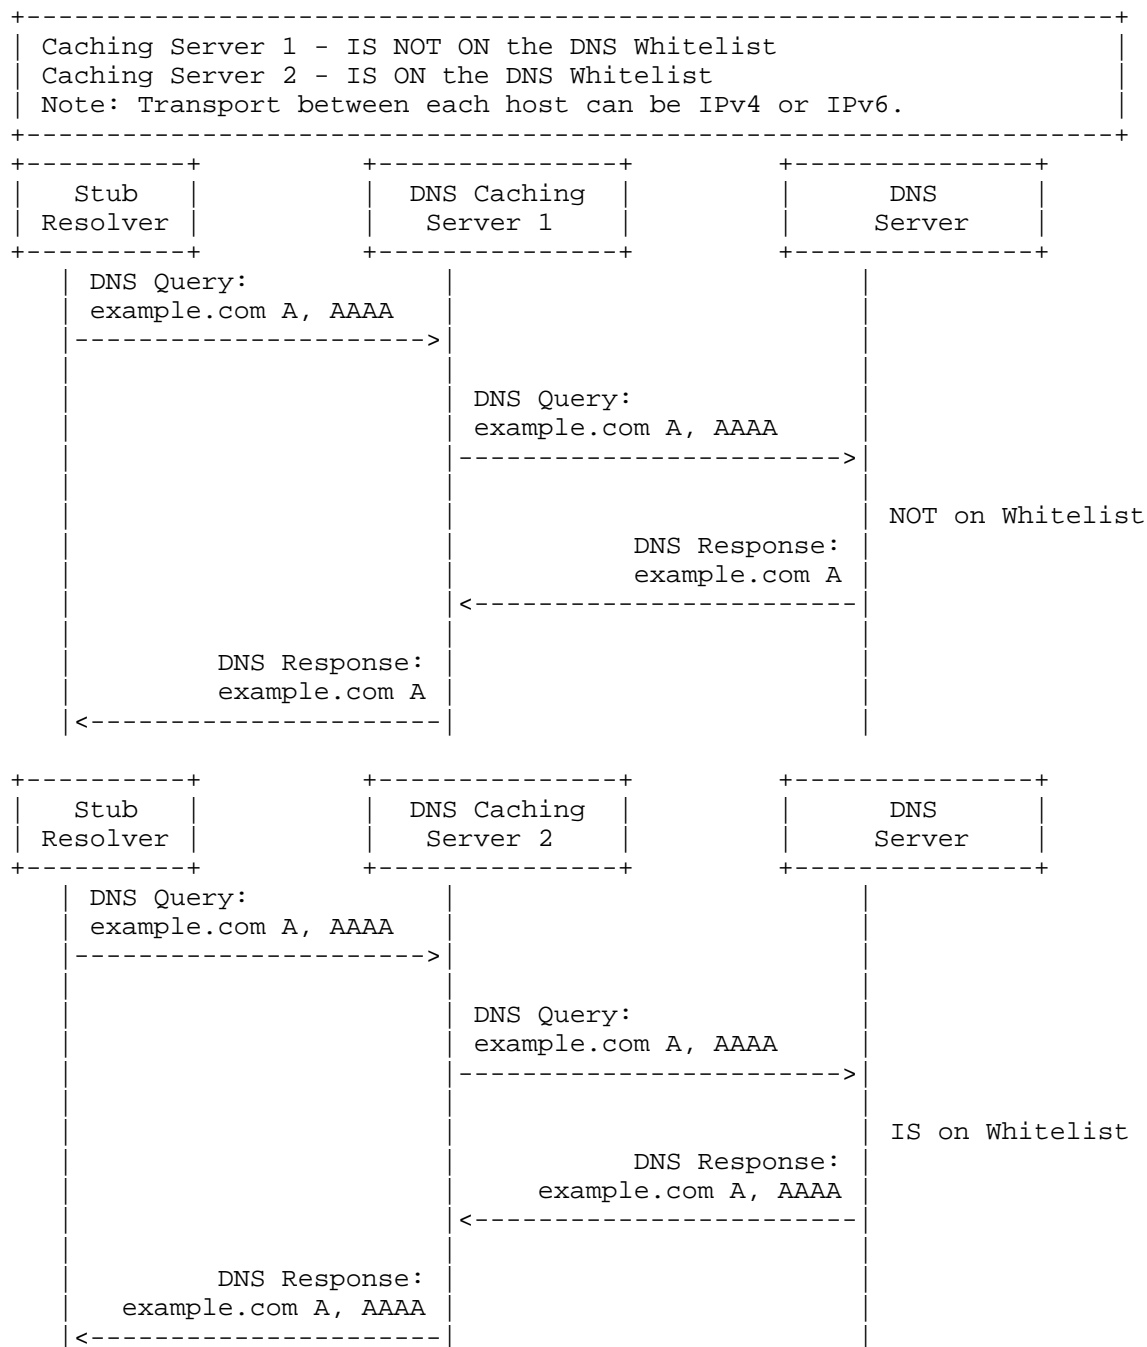 Caching Server 1 - IS NOT ON the DNS Whitelist
Caching Server 2 - IS ON the DNS Whitelist
Note: Transport between each host can be IPv4 or IPv6.
Stub DNS Caching DNS
Resolver Server 1 Server
DNS Query:
example.com A, AAAA
DNS Query:
example.com A, AAAA
NOT on Whitelist
DNS Response:
example.com A
DNS Response:
example.com A
Stub DNS Caching DNS
Resolver Server 2 Server
DNS Query:
example.com A, AAAA
DNS Query:
example.com A, AAAA
IS on Whitelist
DNS Response:
example.com A, AAAA
DNS Response:
example.com A, AAAA